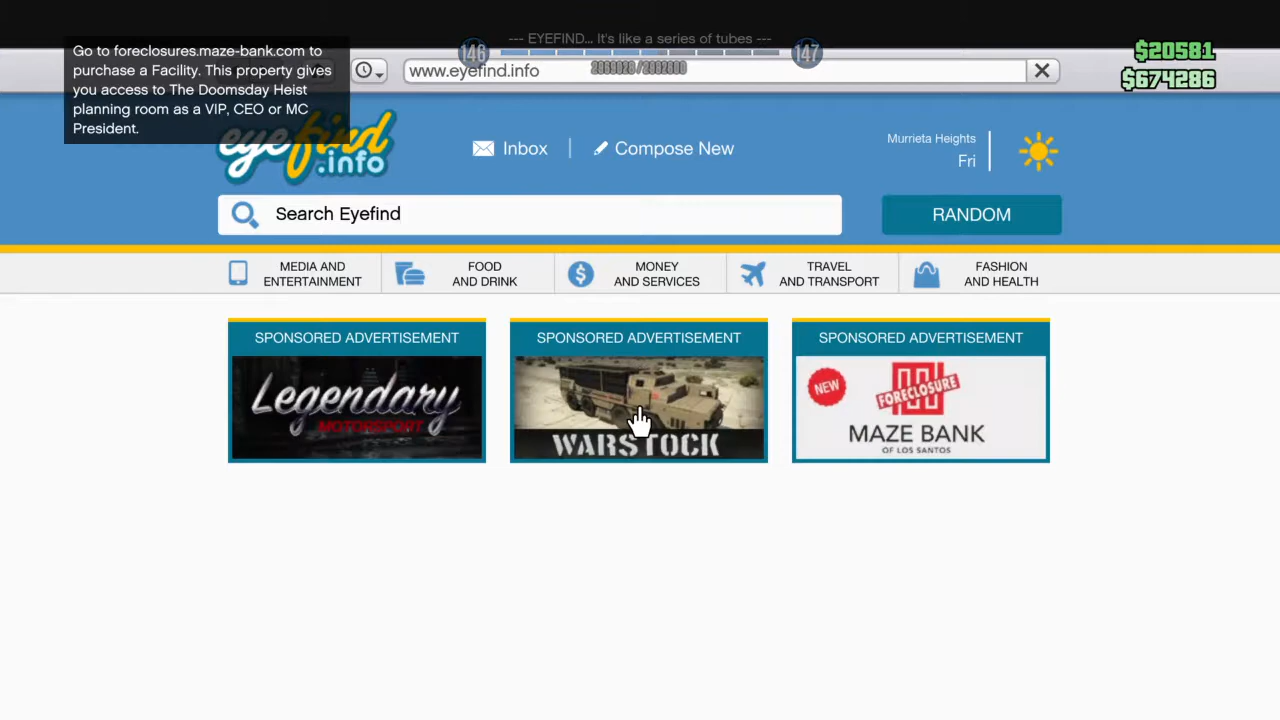 Go to foreclosures.maze-bank.com to
purchase a Facility. This property gives
you access to The Doomsday Heist
planning room as a VIP, CEO or MC
President.
--- EYEFIND... It's like a series of tubes ---
146
147
$20581
$674286
www.eyefind.info
eyefind
.info
Inbox
Compose New
Murrieta Heights
Fri
Search Eyefind
RANDOM
MEDIA AND
ENTERTAINMENT
FOOD
AND DRINK
MONEY
AND SERVICES
TRAVEL
AND TRANSPORT
FASHION
AND HEALTH
SPONSORED ADVERTISEMENT
Legendary
MOTORSPORT
SPONSORED ADVERTISEMENT
WARSTOCK
SPONSORED ADVERTISEMENT
NEW
FORECLOSURE
MAZE BANK
OF LOS SANTOS